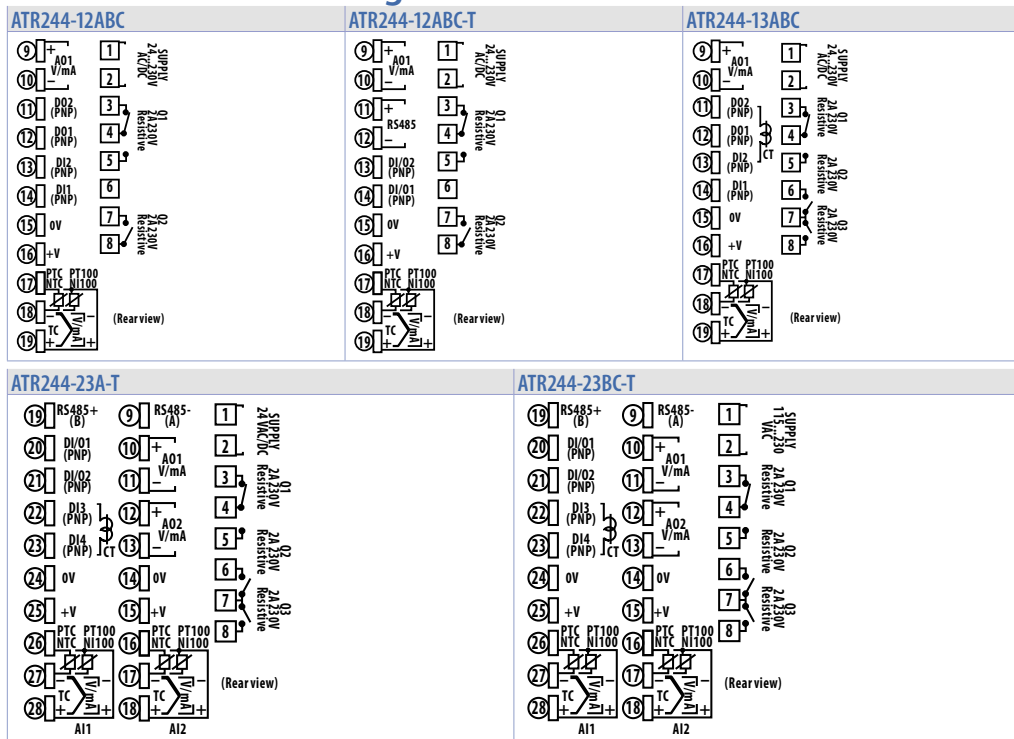 ATR244-12ABC
9 + AO1 V/mA
10 -
11 DO2 (PNP)
12 DO1 (PNP)
13 DI2 (PNP)
14 DI1 (PNP)
15 0V
16 +V
17 PTC NTC PT100 NI100
18 - V/mA -
19 + TC +
1 SUPPLY 24...230V AC/DC
2
3 Q1 2A 230V Resistive
4
5
6
7 Q2 2A 230V Resistive
8
(Rear view)
ATR244-12ABC-T
9 + AO1 V/mA
10 -
11 + RS485
12 -
13 DI/O2 (PNP)
14 DI/O1 (PNP)
15 0V
16 +V
17 PTC NTC PT100 NI100
18 - V/mA -
19 + TC +
1 SUPPLY 24...230V AC/DC
2
3 Q1 2A 230V Resistive
4
5
6
7 Q2 2A 230V Resistive
8
(Rear view)
ATR244-13ABC
9 + AO1 V/mA
10 -
11 DO2 (PNP)
12 DO1 (PNP)
CT
13 DI2 (PNP)
14 DI1 (PNP)
15 0V
16 +V
17 PTC NTC PT100 NI100
18 - V/mA -
19 + TC +
1 SUPPLY 24...230V AC/DC
2
3 Q1 2A 230V Resistive
4
5 Q2 2A 230V Resistive
6
7 Q3 2A 230V Resistive
8
(Rear view)
ATR244-23A-T
19 RS485+ (B)
20 DI/O1 (PNP)
21 DI/O2 (PNP)
22 DI3 (PNP)
CT
23 DI4 (PNP)
24 0V
25 +V
26 PTC NTC PT100 NI100
27 - V/mA -
28 + TC +
AI1
9 RS485- (A)
10 + AO1 V/mA
11 -
12 + AO2 V/mA
13 -
14 0V
15 +V
16 PTC NTC PT100 NI100
17 - V/mA -
18 + TC +
AI2
1 SUPPLY 24 VAC/DC
2
3 Q1 2A 230V Resistive
4
5 Q2 2A 230V Resistive
6
7 Q3 2A 230V Resistive
8
(Rear view)
ATR244-23BC-T
19 RS485+ (B)
20 DI/O1 (PNP)
21 DI/O2 (PNP)
22 DI3 (PNP)
CT
23 DI4 (PNP)
24 0V
25 +V
26 PTC NTC PT100 NI100
27 - V/mA -
28 + TC +
AI1
9 RS485- (A)
10 + AO1 V/mA
11 -
12 + AO2 V/mA
13 -
14 0V
15 +V
16 PTC NTC PT100 NI100
17 - V/mA -
18 + TC +
AI2
1 SUPPLY 115...230 VAC
2
3 Q1 2A 230V Resistive
4
5 Q2 2A 230V Resistive
6
7 Q3 2A 230V Resistive
8
(Rear view)